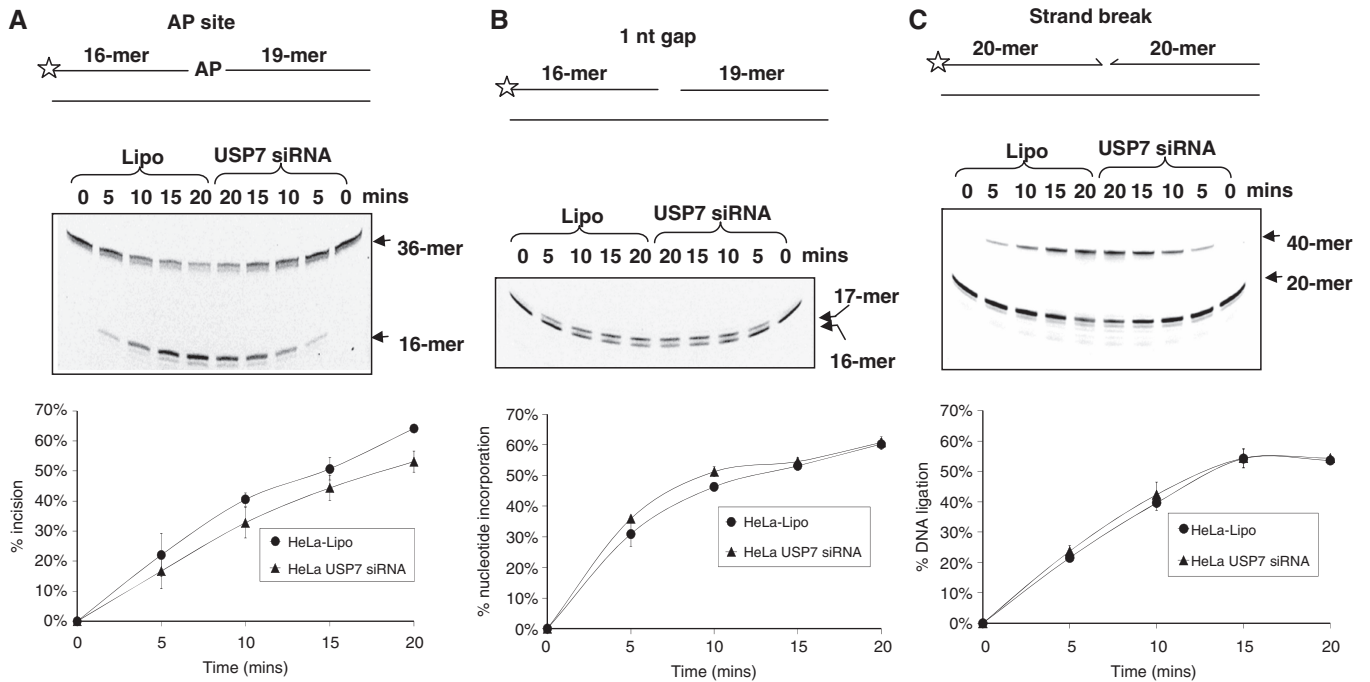 A
AP site
16-mer
AP
19-mer
Lipo
USP7 siRNA
0 5 10 15 20 20 15 10 5 0 mins
36-mer
16-mer
70%
60%
50%
40%
30%
20%
10%
0%
% incision
HeLa-Lipo
HeLa USP7 siRNA
0 5 10 15 20
Time (mins)
B
1 nt gap
16-mer
19-mer
Lipo
USP7 siRNA
0 5 10 15 20 20 15 10 5 0 mins
17-mer
16-mer
70%
60%
50%
40%
30%
20%
10%
0%
% nucleotide incorporation
HeLa-Lipo
HeLa USP7 siRNA
0 5 10 15 20
Time (mins)
C
Strand break
20-mer
20-mer
Lipo
USP7 siRNA
0 5 10 15 20 20 15 10 5 0 mins
40-mer
20-mer
70%
60%
50%
40%
30%
20%
10%
0%
% DNA ligation
HeLa-Lipo
HeLa USP7 siRNA
0 5 10 15 20
Time (mins)